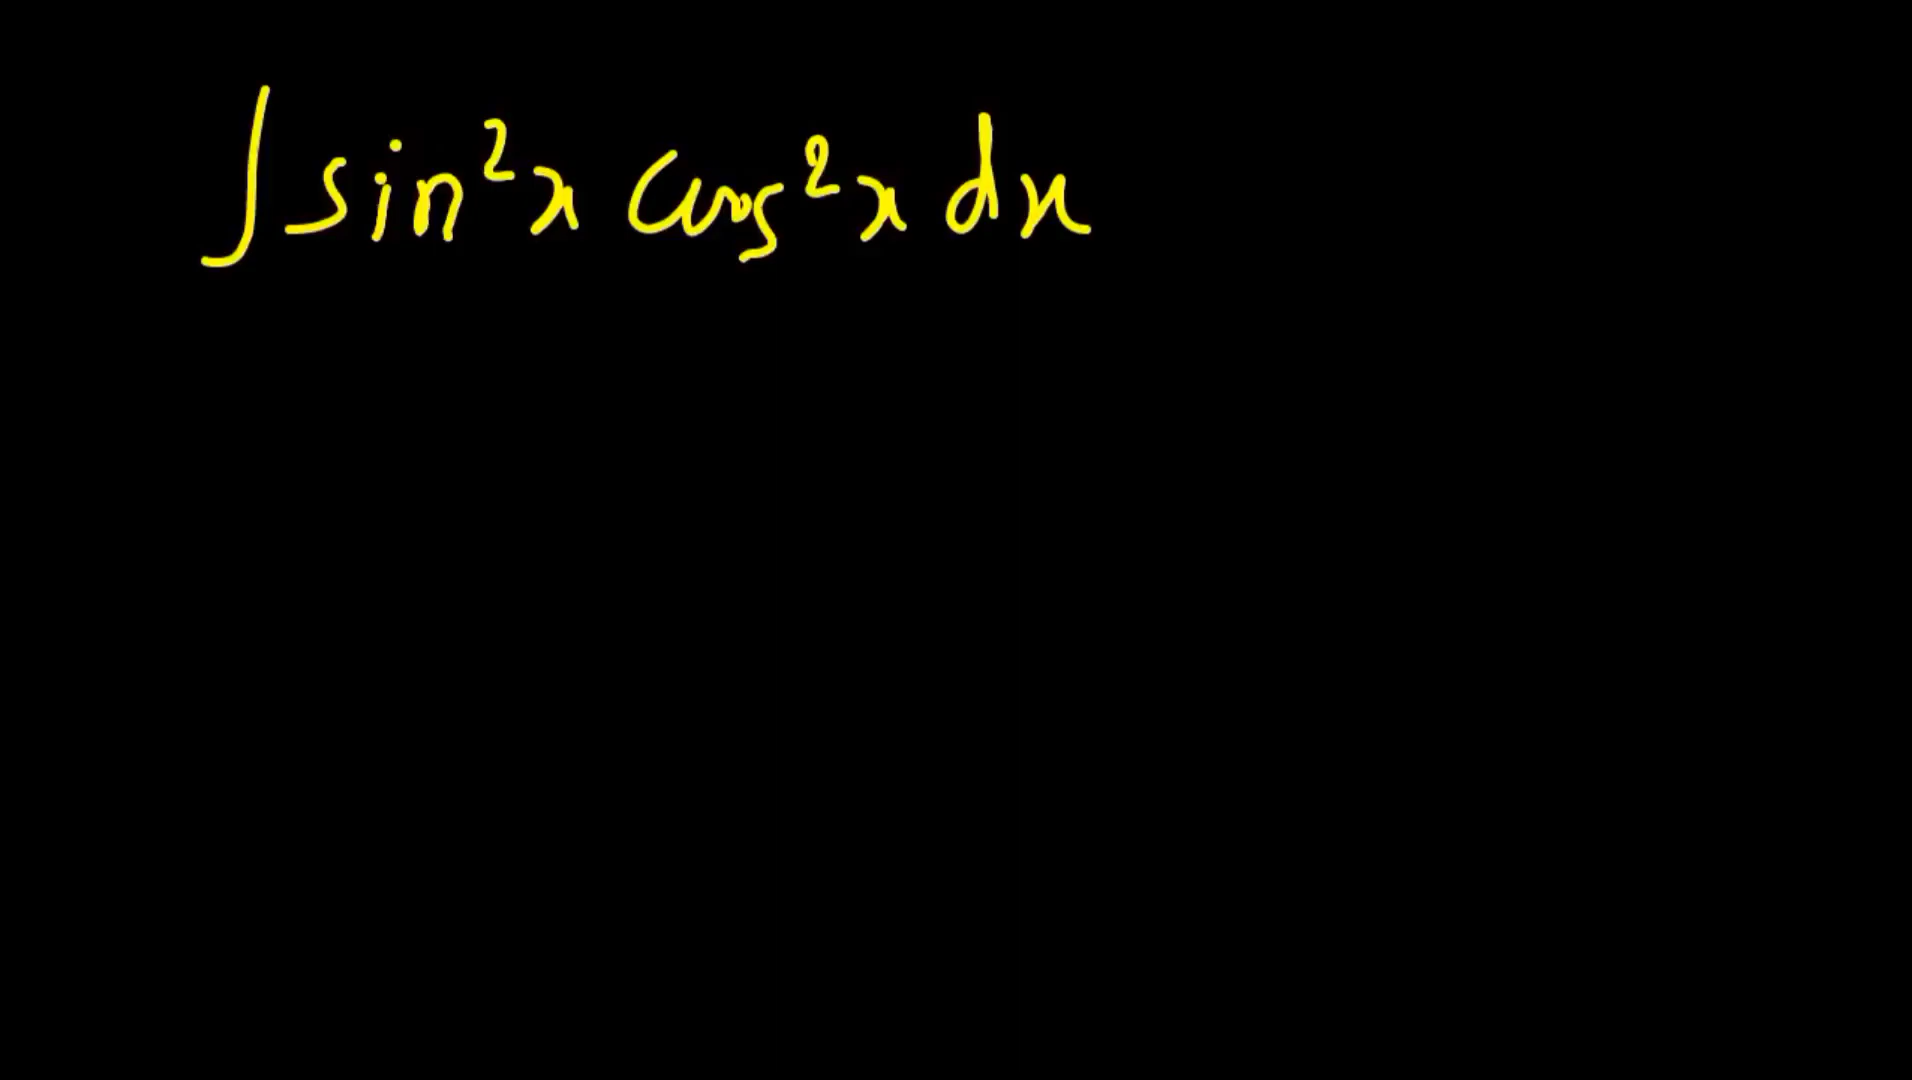 ∫ sin²x cos²x dx